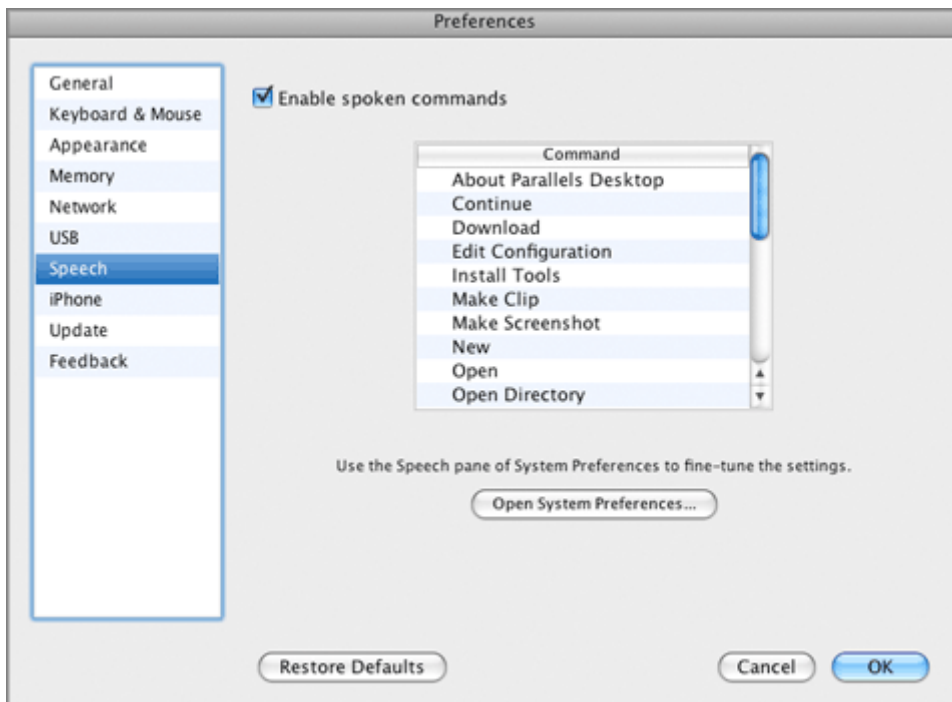 Preferences
General
Keyboard & Mouse
Appearance
Memory
Network
USB
Speech
iPhone
Update
Feedback
Enable spoken commands
Command
About Parallels Desktop
Continue
Download
Edit Configuration
Install Tools
Make Clip
Make Screenshot
New
Open
Open Directory
Use the Speech pane of System Preferences to fine-tune the settings.
Open System Preferences...
Restore Defaults
Cancel
OK